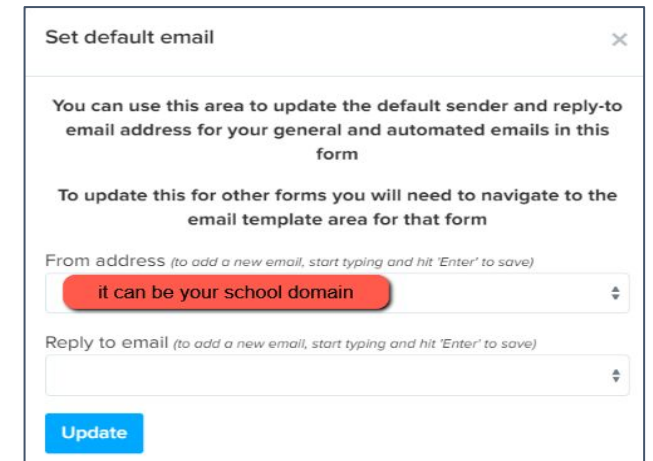 Set default email ×
You can use this area to update the default sender and reply-to
email address for your general and automated emails in this
form
To update this for other forms you will need to navigate to the
email template area for that form
From address (to add a new email, start typing and hit 'Enter' to save)
it can be your school domain
Reply to email (to add a new email, start typing and hit 'Enter' to save)
Update